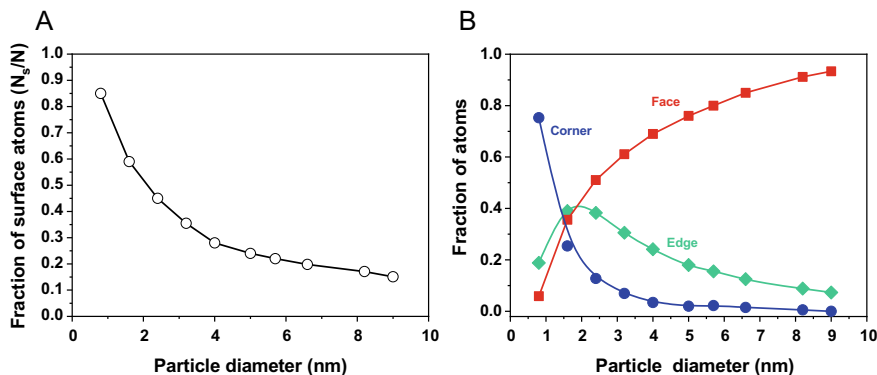 A
Fraction of surface atoms (Ns/N)
1.0
0.9
0.8
0.7
0.6
0.5
0.4
0.3
0.2
0.1
0.0
0 2 4 6 8 10
Particle diameter (nm)
B
Fraction of atoms
1.0
0.8
0.6
0.4
0.2
0.0
Face
Corner
Edge
0 1 2 3 4 5 6 7 8 9 10
Particle diameter (nm)